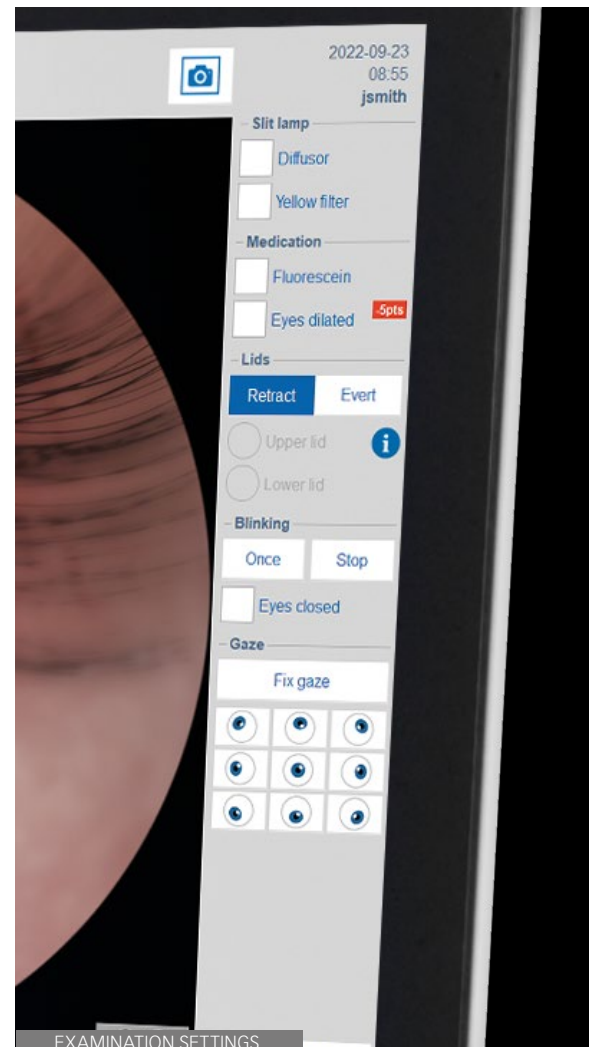 2022-09-23
08:55
jsmith
Slit lamp
Diffusor
Yellow filter
Medication
Fluorescein
Eyes dilated -5pts
Lids
Retract Evert
Upper lid i
Lower lid
Blinking
Once Stop
Eyes closed
Gaze
Fix gaze
EXAMINATION SETTINGS